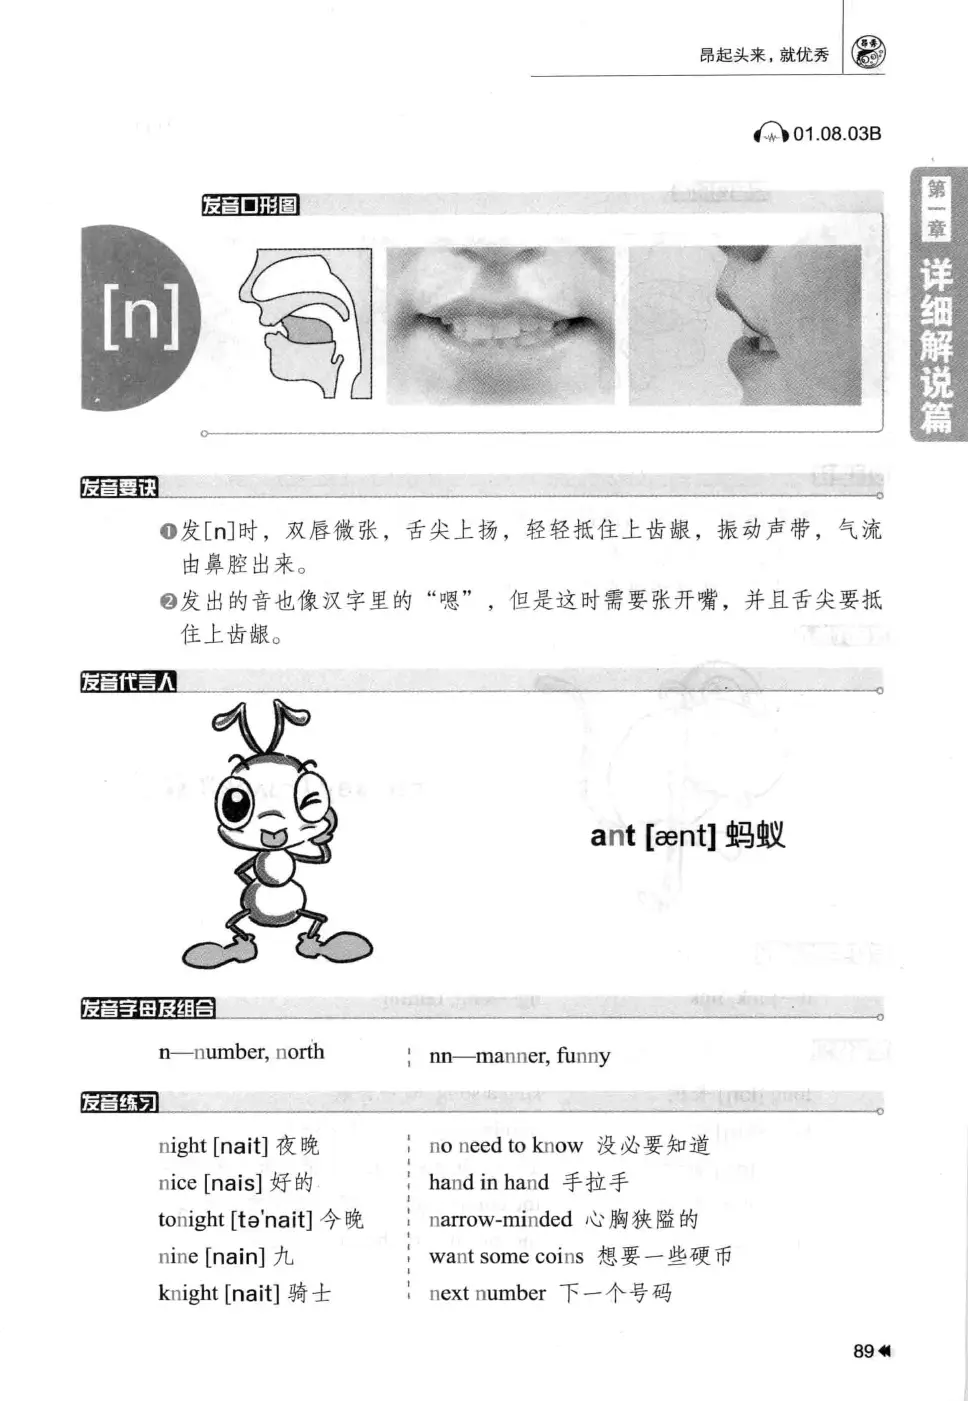 昂起头来，就优秀
01.08.03B
第一章 详细解说篇
发音口形图
[n]
发音要诀
❶发[n]时，双唇微张，舌尖上扬，轻轻抵住上齿龈，振动声带，气流
由鼻腔出来。
❷发出的音也像汉字里的“嗯”，但是这时需要张开嘴，并且舌尖要抵
住上齿龈。
发音代言人
ant [ænt] 蚂蚁
发音字母及组合
n—number, north
nn—manner, funny
发音练习
night [nait] 夜晚
nice [nais] 好的
tonight [tə'nait] 今晚
nine [nain] 九
knight [nait] 骑士
no need to know 没必要知道
hand in hand 手拉手
narrow-minded 心胸狭隘的
want some coins 想要一些硬币
next number 下一个号码
89